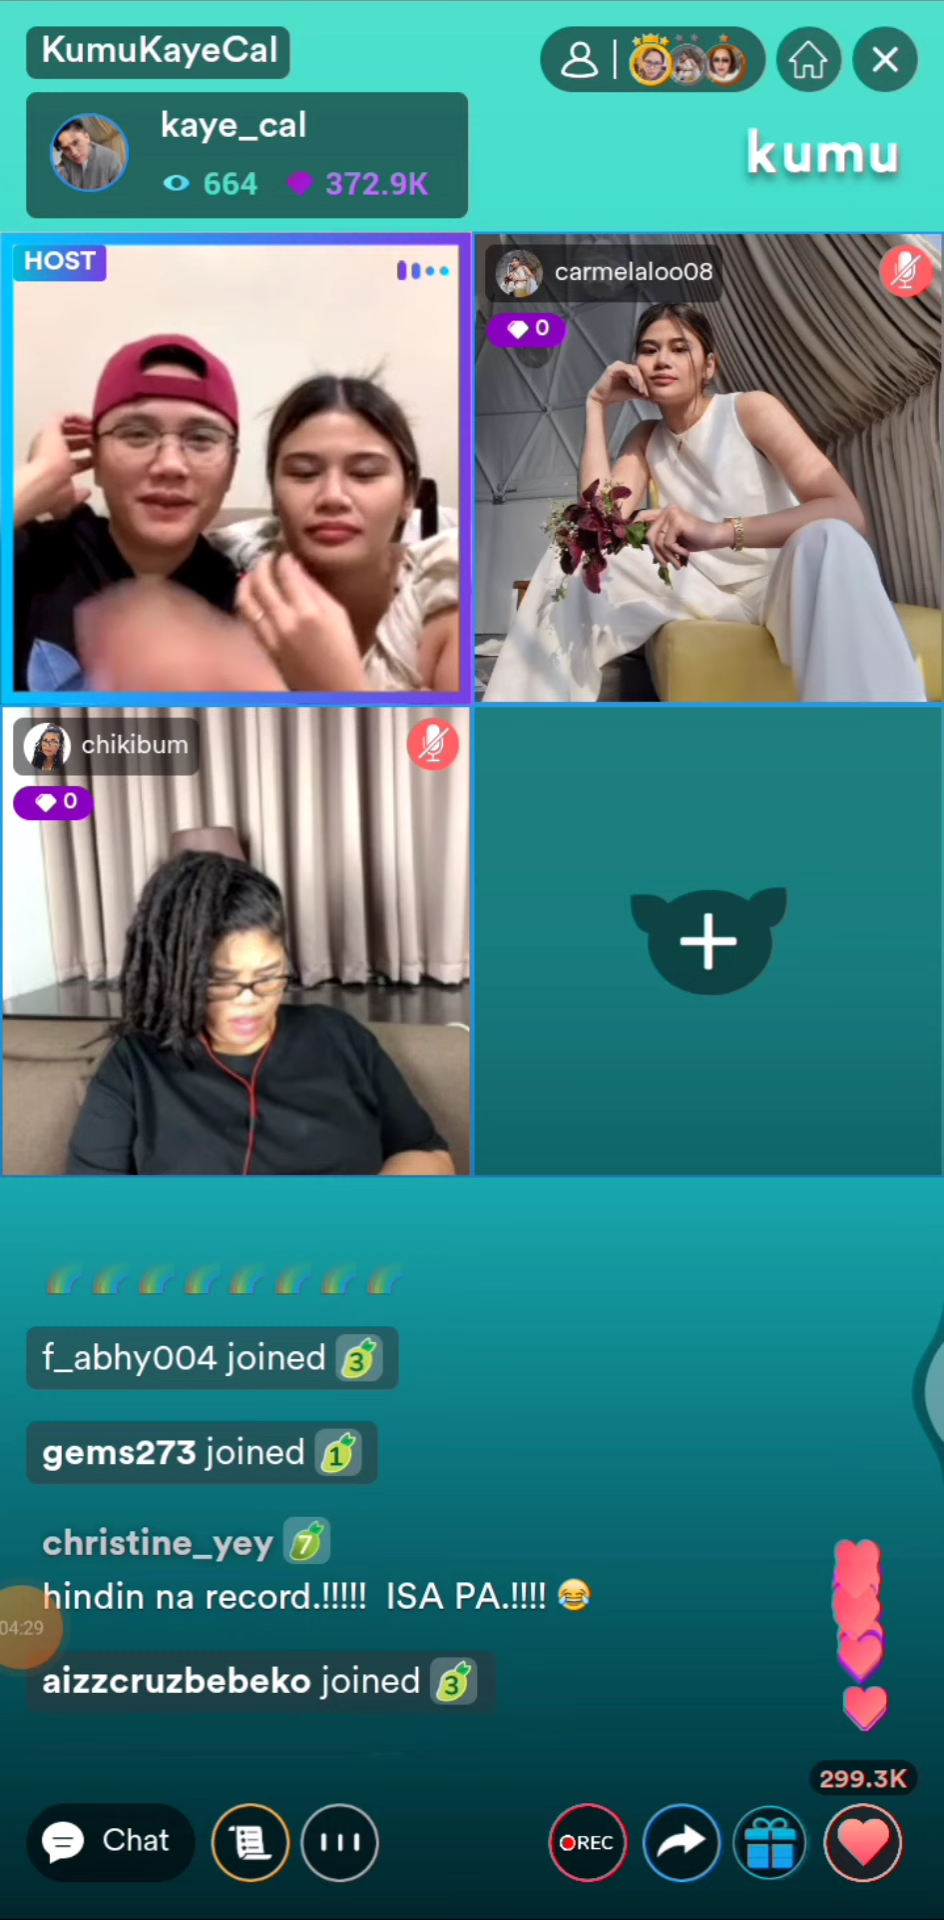 KumuKayeCal
kaye_cal
664 372.9K
kumu
HOST
carmelaloo08
0
chikibum
0
f_abhy004 joined 3
gems273 joined 1
christine_yey 7
hindin na record.!!!!! ISA PA.!!!! 😂
04:29
aizzcruzbebeko joined 3
299.3K
Chat
REC